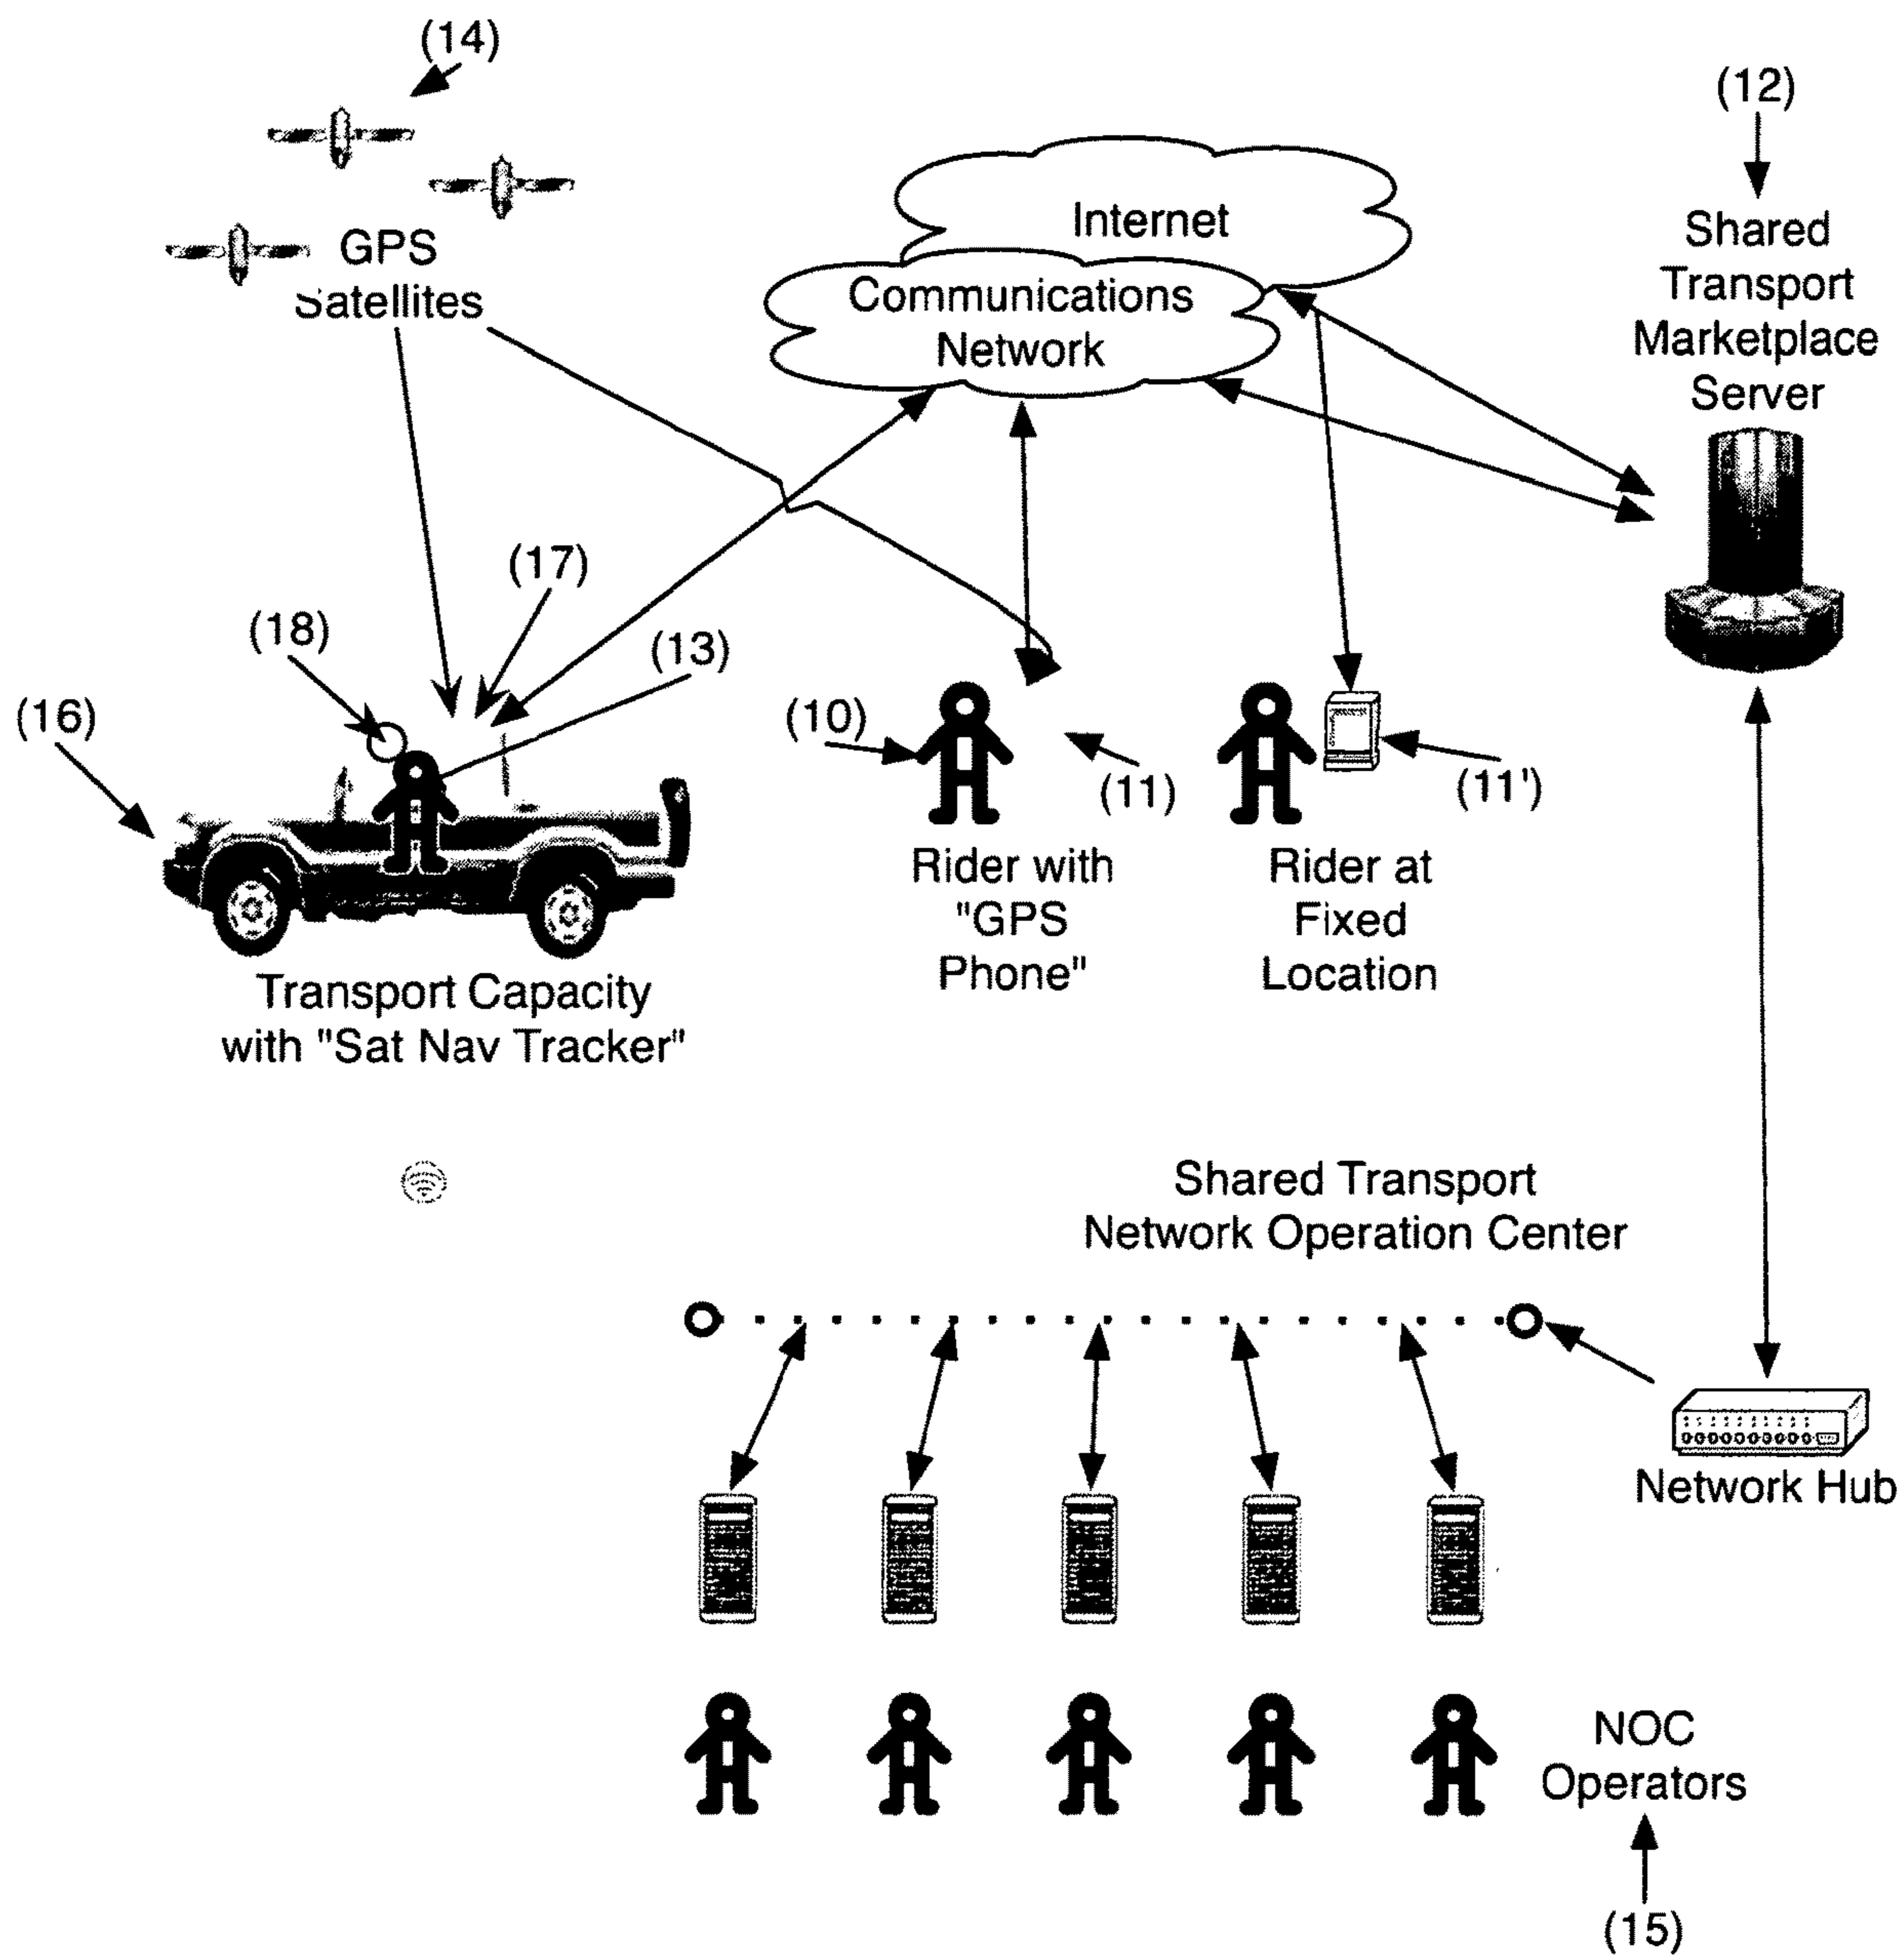 (14)
(12)
Internet
GPS
Satellites
Communications
Network
Shared
Transport
Marketplace
Server
(17)
(18)
(13)
(16)
(10)
(11)
(11')
Rider with
"GPS
Phone"
Rider at
Fixed
Location
Transport Capacity
with "Sat Nav Tracker"
Shared Transport
Network Operation Center
Network Hub
NOC
Operators
(15)